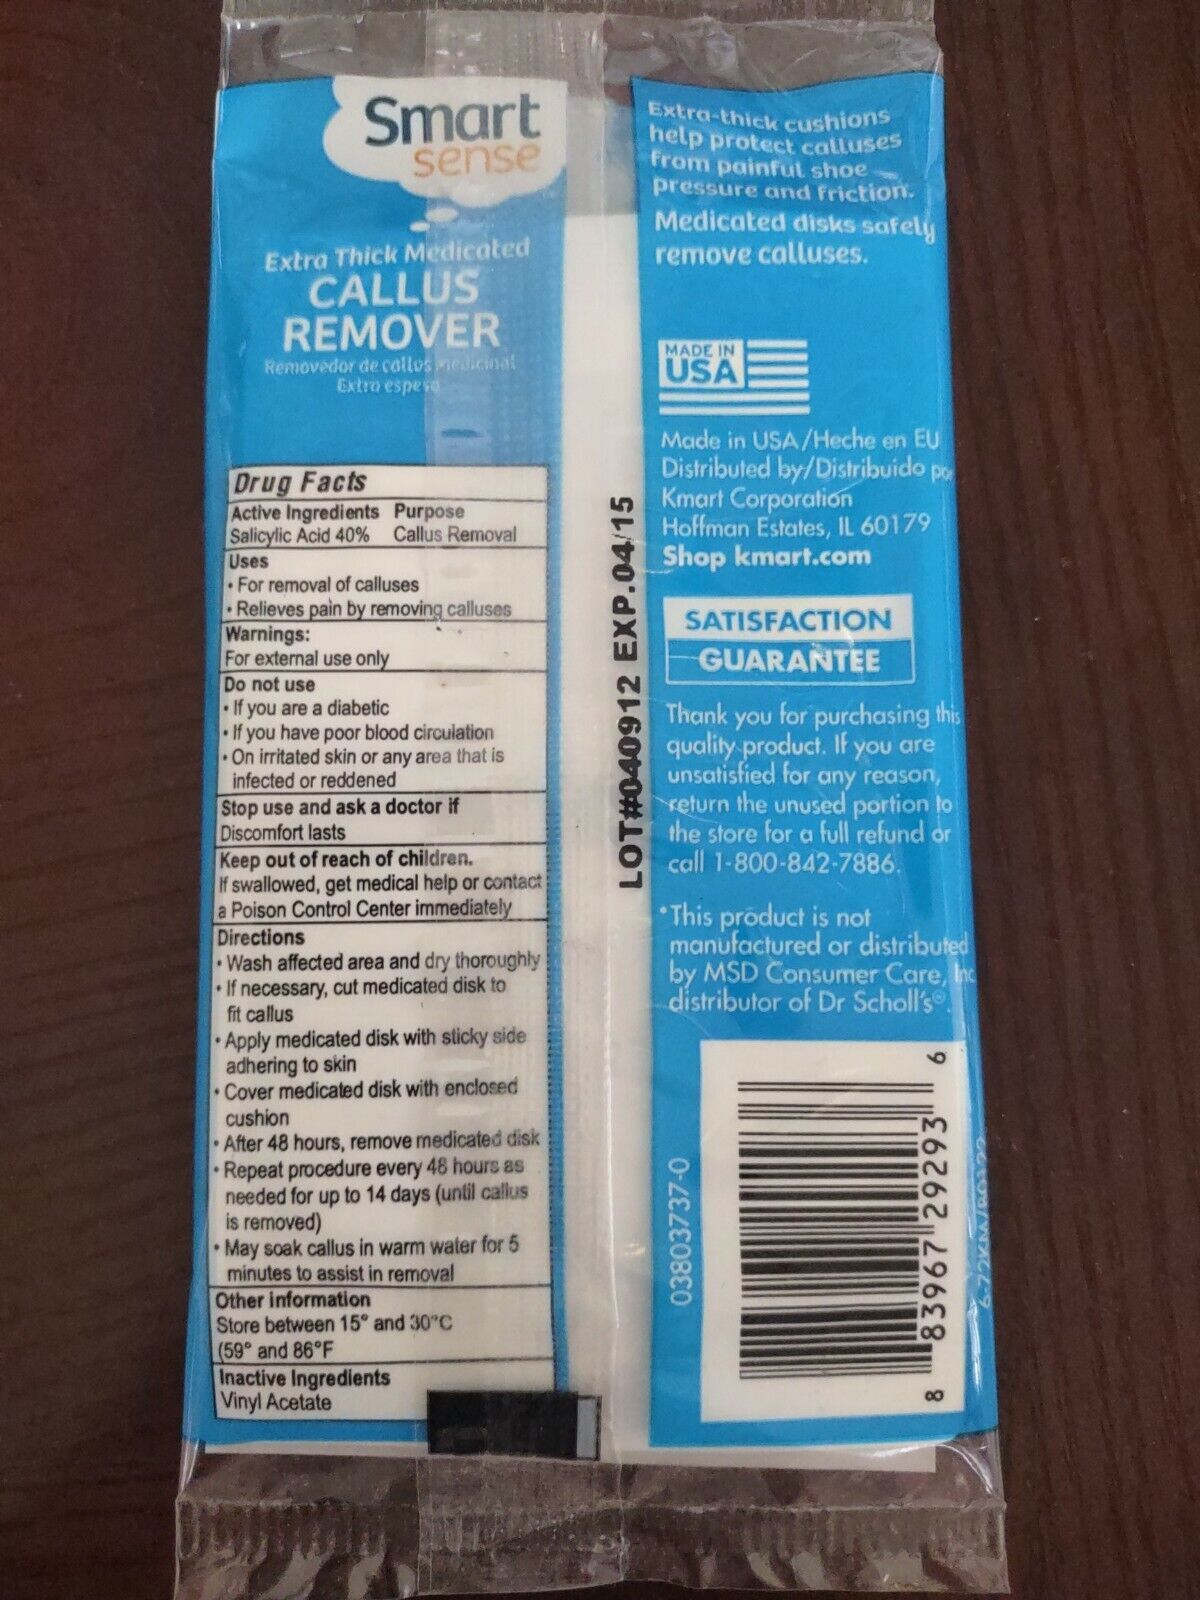 Smart
sense
Extra Thick Medicated
CALLUS
REMOVER
Removedor de callos medicinal
Extra espeso
Drug Facts
Active Ingredients Purpose
Salicylic Acid 40% Callus Removal
Uses
• For removal of calluses
• Relieves pain by removing calluses
Warnings:
For external use only
Do not use
• If you are a diabetic
• If you have poor blood circulation
• On irritated skin or any area that is
infected or reddened
Stop use and ask a doctor if
Discomfort lasts
Keep out of reach of children.
If swallowed, get medical help or contact
a Poison Control Center immediately
Directions
• Wash affected area and dry thoroughly
• If necessary, cut medicated disk to
fit callus
• Apply medicated disk with sticky side
adhering to skin
• Cover medicated disk with enclosed
cushion
• After 48 hours, remove medicated disk
• Repeat procedure every 48 hours as
needed for up to 14 days (until callus
is removed)
• May soak callus in warm water for 5
minutes to assist in removal
Other information
Store between 15° and 30°C
(59° and 86°F
Inactive Ingredients
Vinyl Acetate
LOT#040912 EXP.04/15
Extra-thick cushions
help protect calluses
from painful shoe
pressure and friction.
Medicated disks safely
remove calluses.
MADE IN
USA
Made in USA/Heche en EU
Distributed by/Distribuido por
Kmart Corporation
Hoffman Estates, IL 60179
Shop kmart.com
SATISFACTION
GUARANTEE
Thank you for purchasing this
quality product. If you are
unsatisfied for any reason,
return the unused portion to
the store for a full refund or
call 1-800-842-7886.
*This product is not
manufactured or distributed
by MSD Consumer Care, Inc
distributor of Dr Scholl's®.
03803737-0
8 83967 29293 6